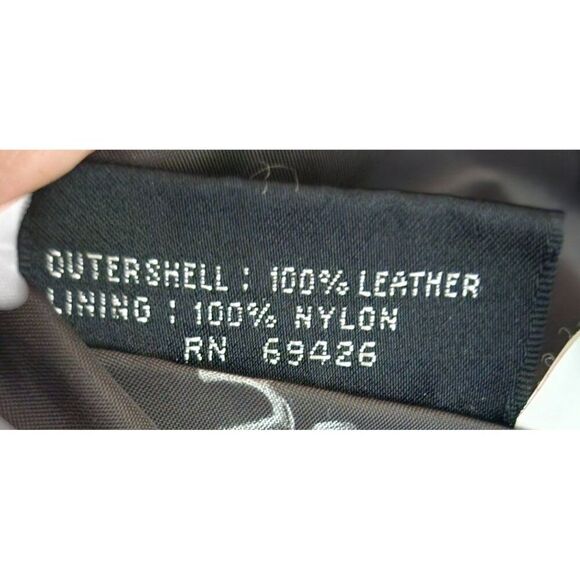 OUTERSHELL : 100% LEATHER
LINING : 100% NYLON
RN 69426